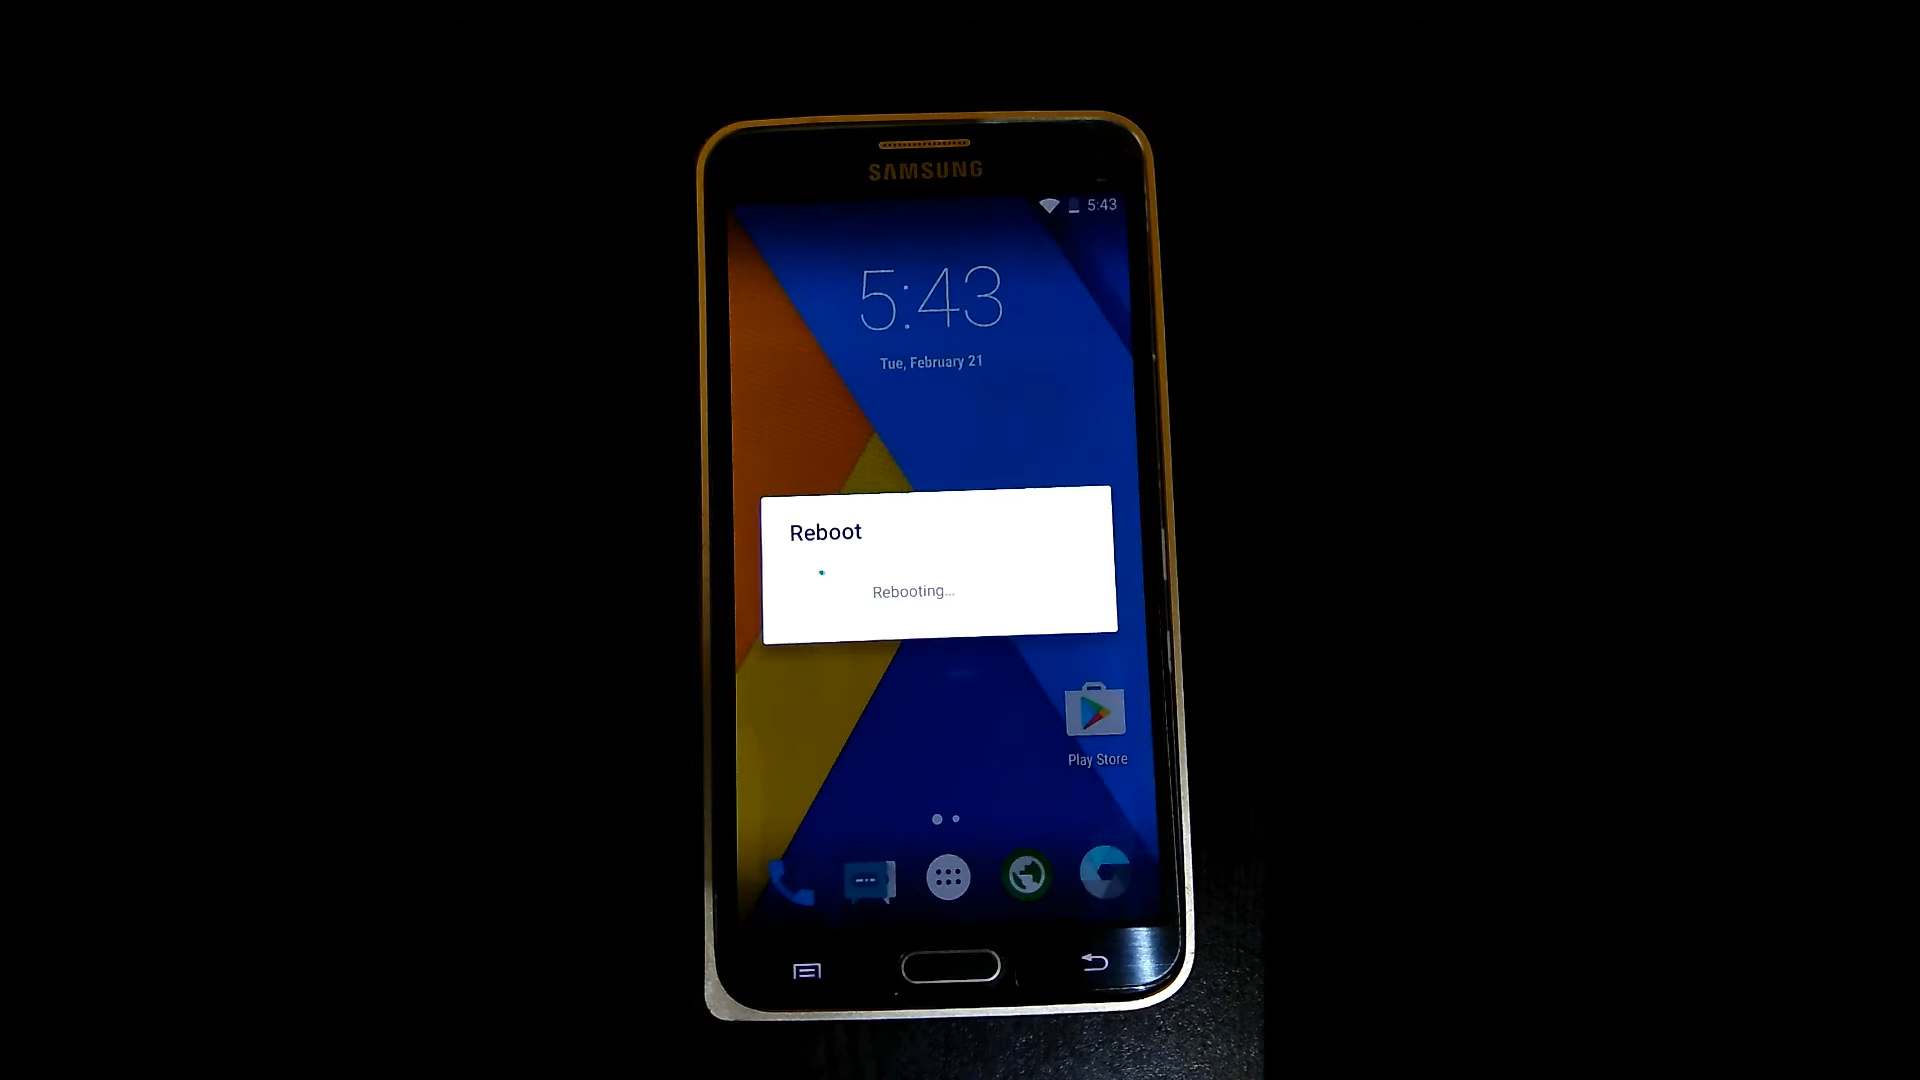 SAMSUNG
5:43
5:43
Tue, February 21
Reboot
Rebooting...
Play Store